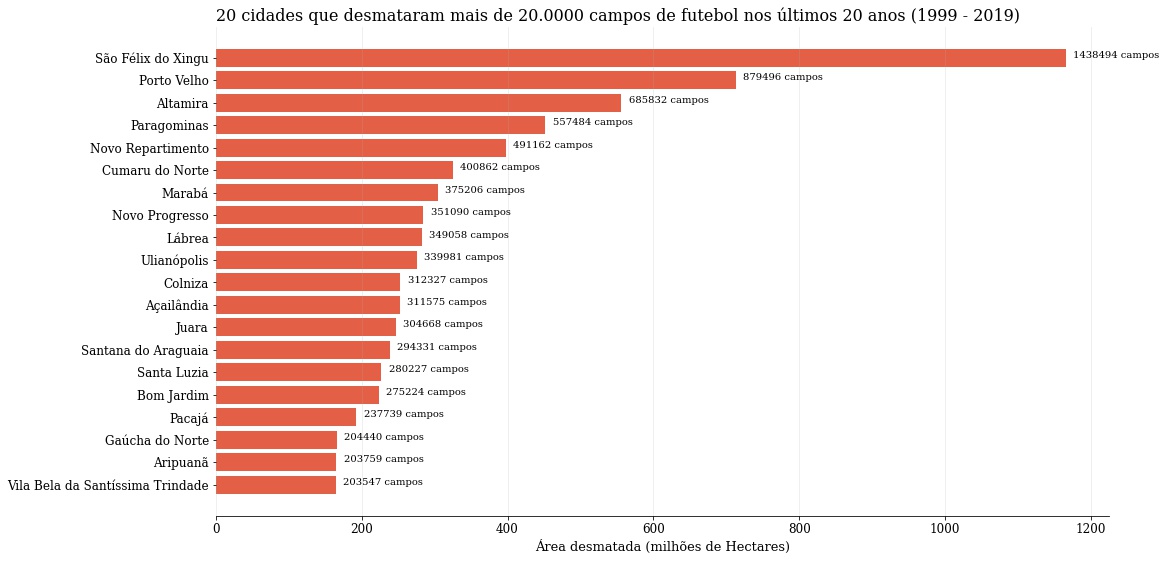 20 cidades que desmataram mais de 20.0000 campos de futebol nos últimos 20 anos (1999 - 2019)
São Félix do Xingu 1438494 campos
Porto Velho 879496 campos
Altamira 685832 campos
Paragominas 557484 campos
Novo Repartimento 491162 campos
Cumaru do Norte 400862 campos
Marabá 375206 campos
Novo Progresso 351090 campos
Lábrea 349058 campos
Ulianópolis 339981 campos
Colniza 312327 campos
Açailândia 311575 campos
Juara 304668 campos
Santana do Araguaia 294331 campos
Santa Luzia 280227 campos
Bom Jardim 275224 campos
Pacajá 237739 campos
Gaúcha do Norte 204440 campos
Aripuanã 203759 campos
Vila Bela da Santíssima Trindade 203547 campos
0 200 400 600 800 1000 1200
Área desmatada (milhões de Hectares)